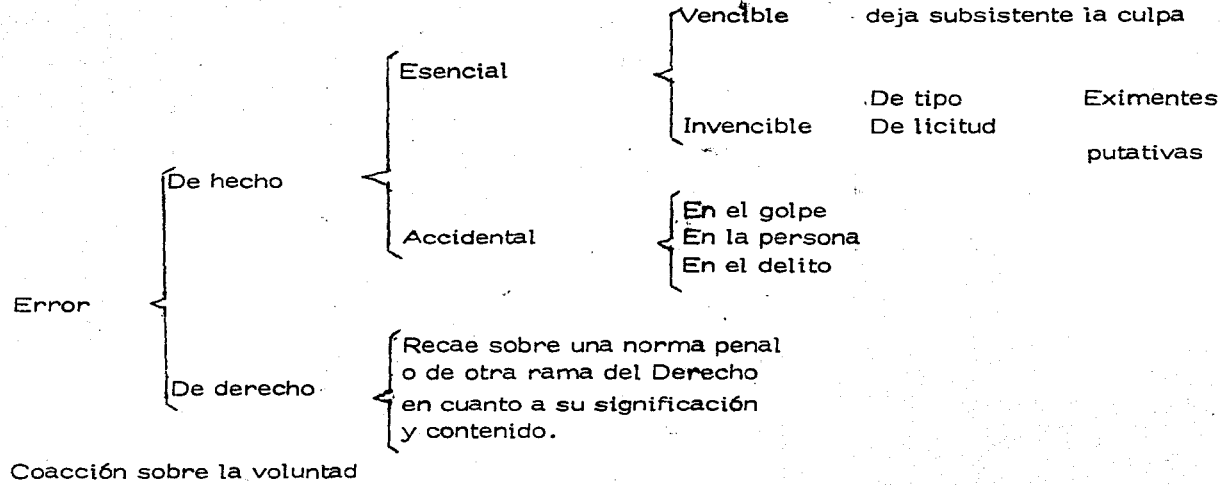 Vencible deja subsistente la culpa
Esencial
De tipo Eximentes
Invencible De licitud
putativas
De hecho
En el golpe
Accidental En la persona
En el delito
Error
Recae sobre una norma penal
o de otra rama del Derecho
De derecho
en cuanto a su significación
y contenido.
Coacción sobre la voluntad